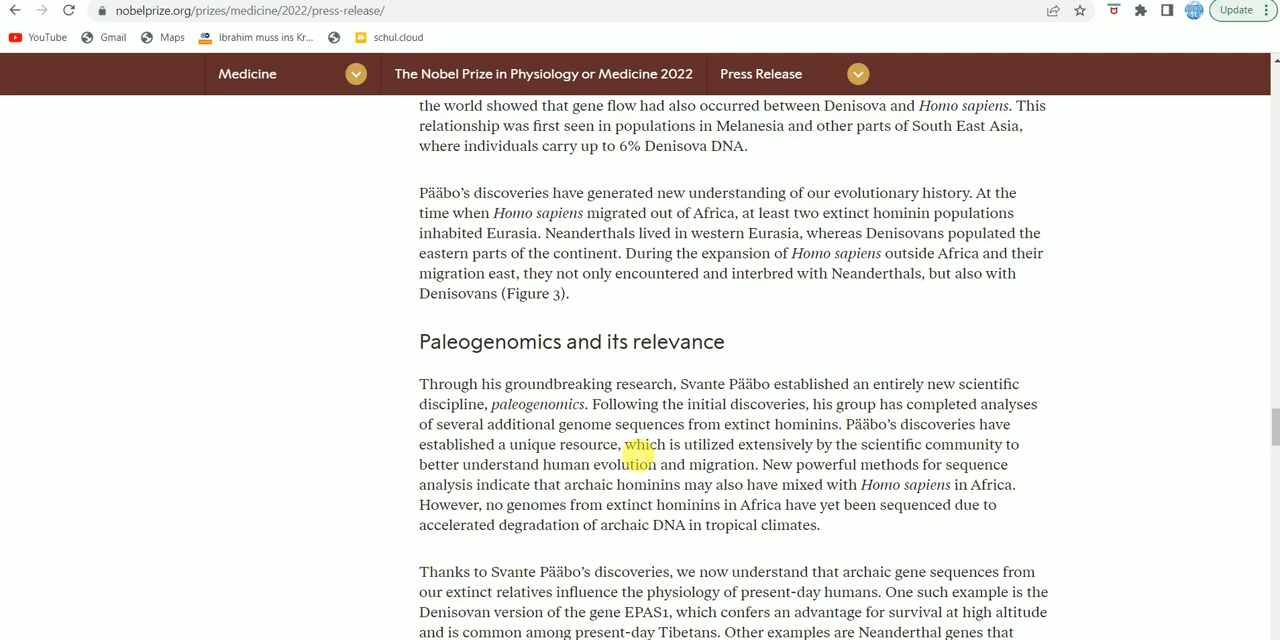 nobelprize.org/prizes/medicine/2022/press-release/
Update
YouTube Gmail Maps Ibrahim muss ins Kr... schul.cloud
Medicine The Nobel Prize in Physiology or Medicine 2022 Press Release
the world showed that gene flow had also occurred between Denisova and Homo sapiens. This
relationship was first seen in populations in Melanesia and other parts of South East Asia,
where individuals carry up to 6% Denisova DNA.
Pääbo’s discoveries have generated new understanding of our evolutionary history. At the
time when Homo sapiens migrated out of Africa, at least two extinct hominin populations
inhabited Eurasia. Neanderthals lived in western Eurasia, whereas Denisovans populated the
eastern parts of the continent. During the expansion of Homo sapiens outside Africa and their
migration east, they not only encountered and interbred with Neanderthals, but also with
Denisovans (Figure 3).
Paleogenomics and its relevance
Through his groundbreaking research, Svante Pääbo established an entirely new scientific
discipline, paleogenomics. Following the initial discoveries, his group has completed analyses
of several additional genome sequences from extinct hominins. Pääbo’s discoveries have
established a unique resource, which is utilized extensively by the scientific community to
better understand human evolution and migration. New powerful methods for sequence
analysis indicate that archaic hominins may also have mixed with Homo sapiens in Africa.
However, no genomes from extinct hominins in Africa have yet been sequenced due to
accelerated degradation of archaic DNA in tropical climates.
Thanks to Svante Pääbo’s discoveries, we now understand that archaic gene sequences from
our extinct relatives influence the physiology of present-day humans. One such example is the
Denisovan version of the gene EPAS1, which confers an advantage for survival at high altitude
and is common among present-day Tibetans. Other examples are Neanderthal genes that